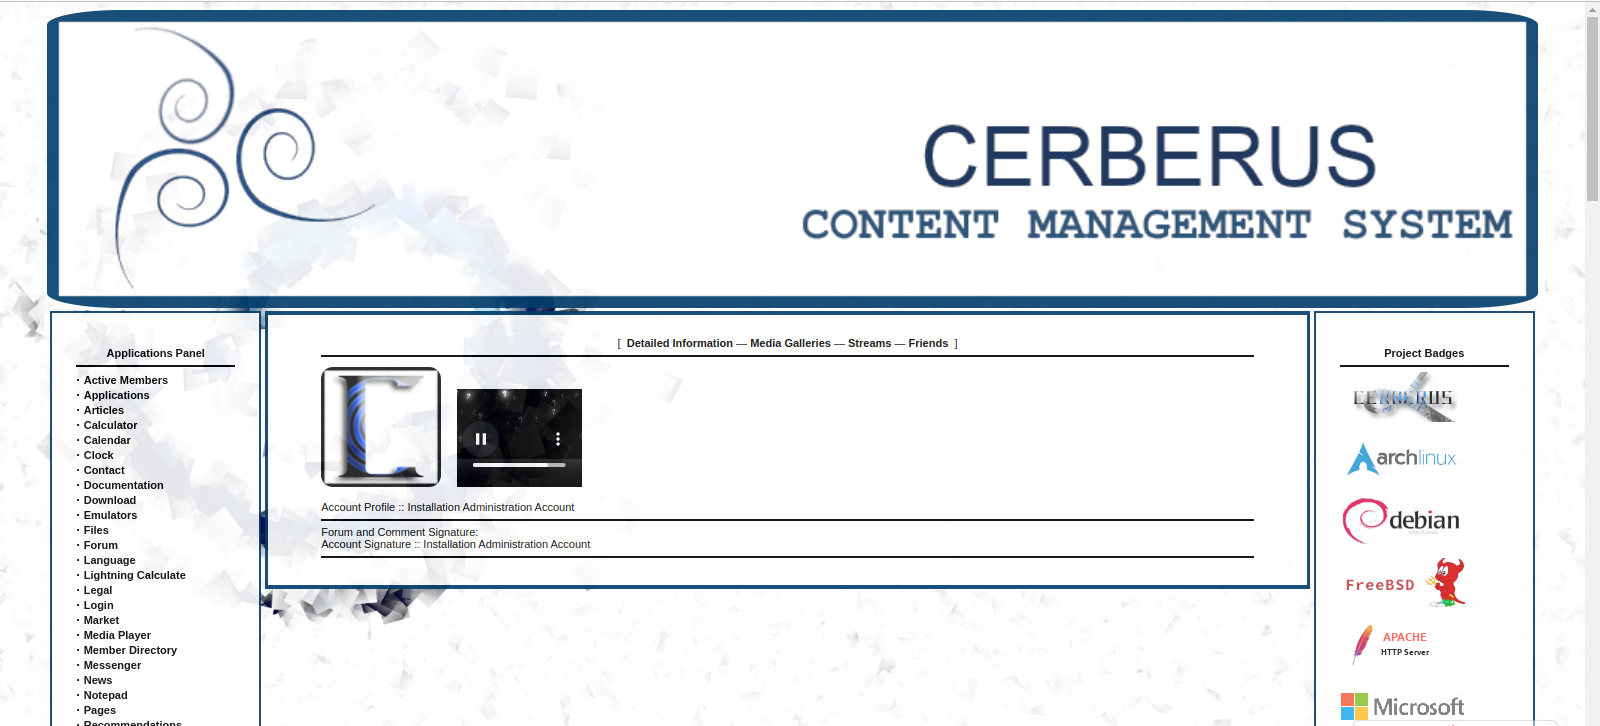 CERBERUS
CONTENT MANAGEMENT SYSTEM
Applications Panel
· Active Members
· Applications
· Articles
· Calculator
· Calendar
· Clock
· Contact
· Documentation
· Download
· Emulators
· Files
· Forum
· Language
· Lightning Calculate
· Legal
· Login
· Market
· Media Player
· Member Directory
· Messenger
· News
· Notepad
· Pages
· Recommendations
[ Detailed Information — Media Galleries — Streams — Friends ]
Account Profile :: Installation Administration Account
Forum and Comment Signature:
Account Signature :: Installation Administration Account
Project Badges
CERBERUS
archlinux
debian
FreeBSD
APACHE
HTTP Server
Microsoft